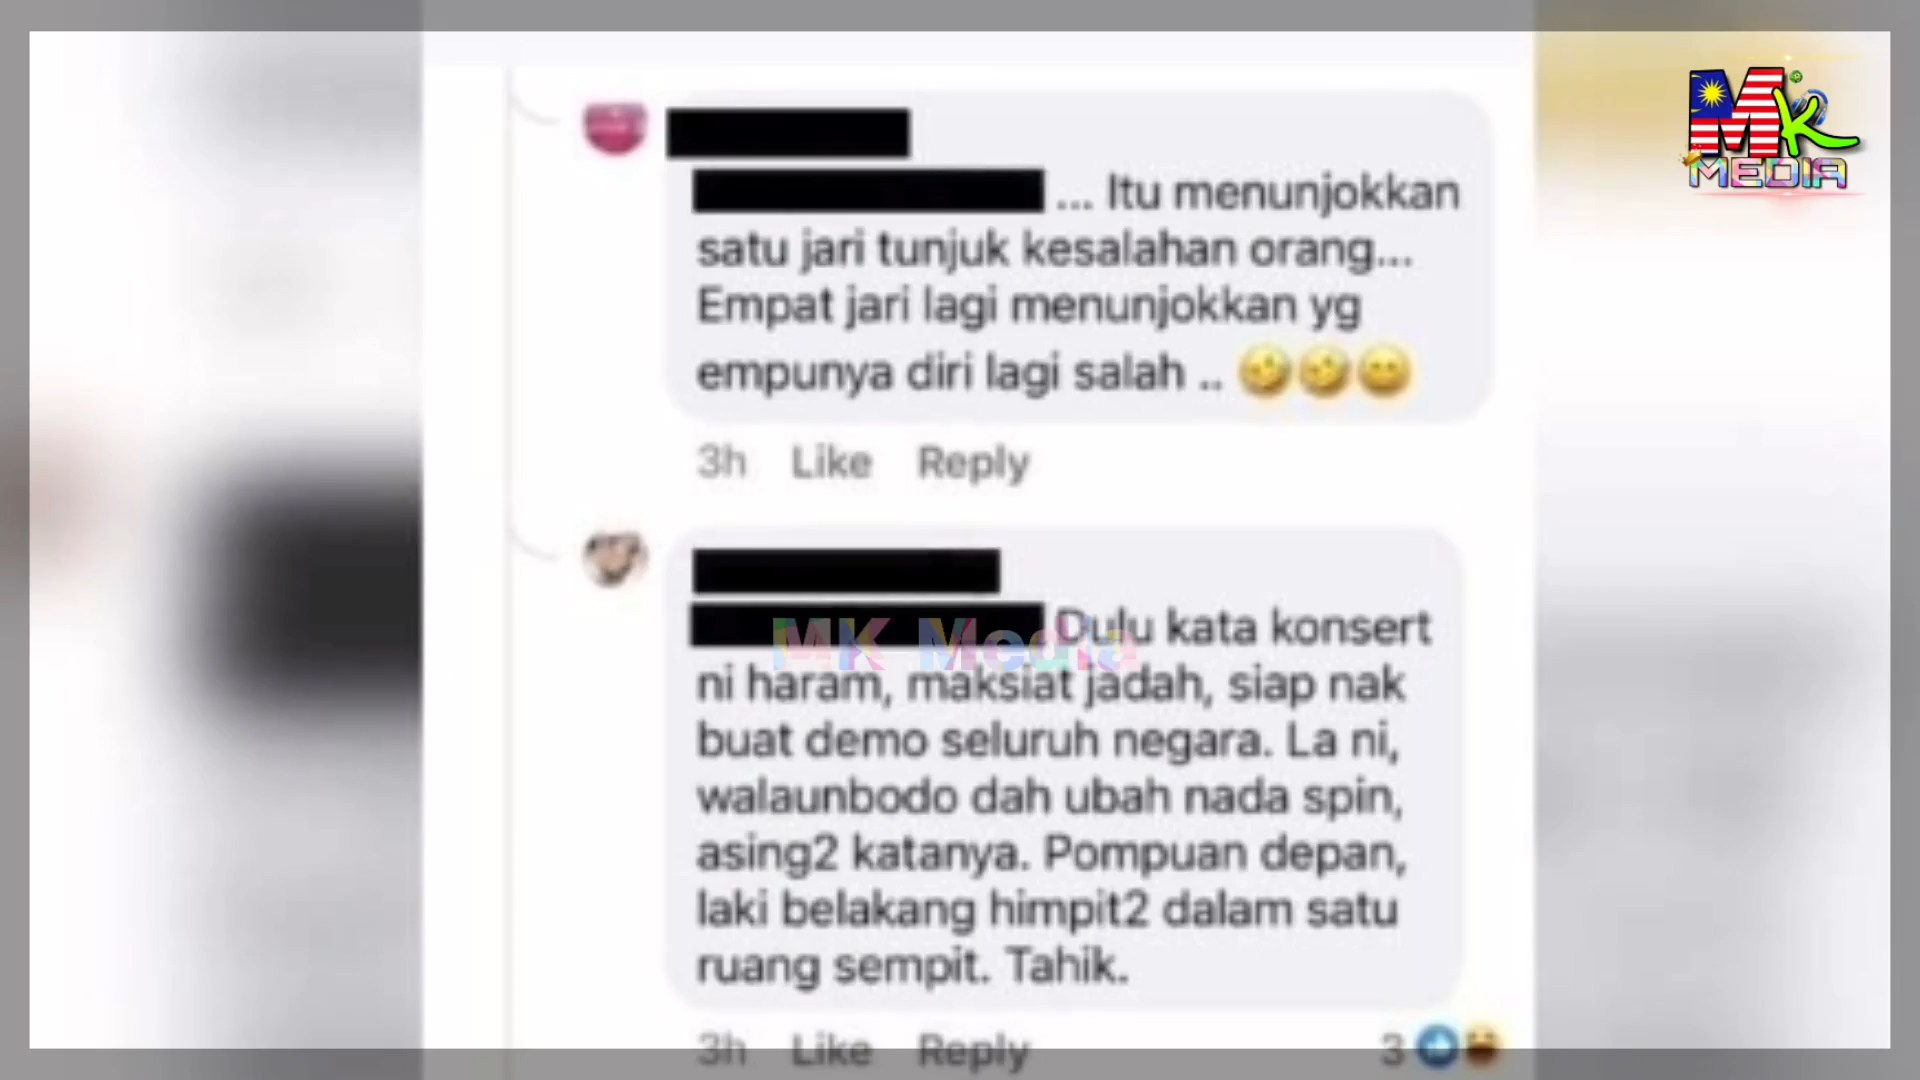 MK
MEDIA
... Itu menunjokkan
satu jari tunjuk kesalahan orang...
Empat jari lagi menunjokkan yg
empunya diri lagi salah ..
3h Like Reply
MK Media
Dulu kata konsert
ni haram, maksiat jadah, siap nak
buat demo seluruh negara. La ni,
walaunbodo dah ubah nada spin,
asing2 katanya. Pompuan depan,
laki belakang himpit2 dalam satu
ruang sempit. Tahik.
3h Like Reply 3